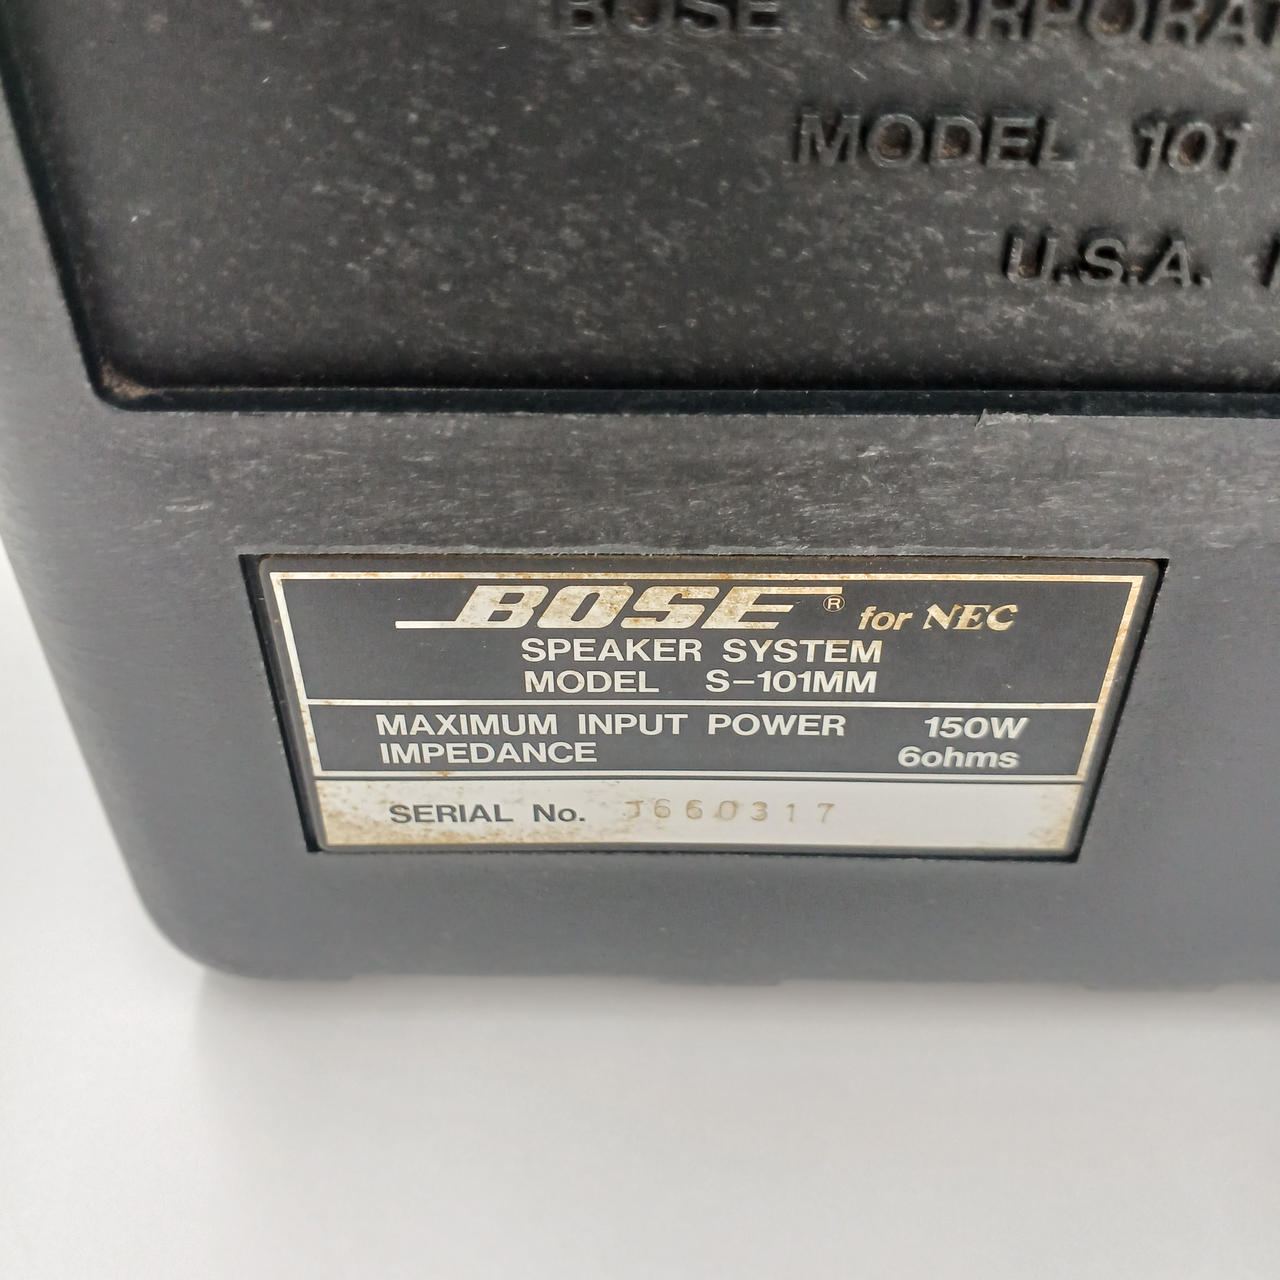 BOSE CORPORA
MODEL 101
U.S.A.
BOSE® for NEC
SPEAKER SYSTEM
MODEL S-101MM
MAXIMUM INPUT POWER 150W
IMPEDANCE 6ohms
SERIAL No. J660317